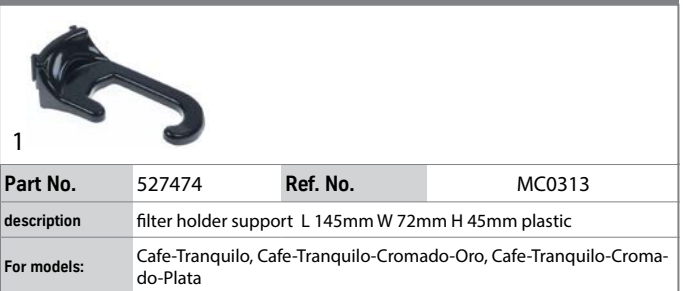 1
Part No. 527474 Ref. No. MC0313
description filter holder support L 145mm W 72mm H 45mm plastic
For models: Cafe-Tranquilo, Cafe-Tranquilo-Cromado-Oro, Cafe-Tranquilo-Croma-
do-Plata